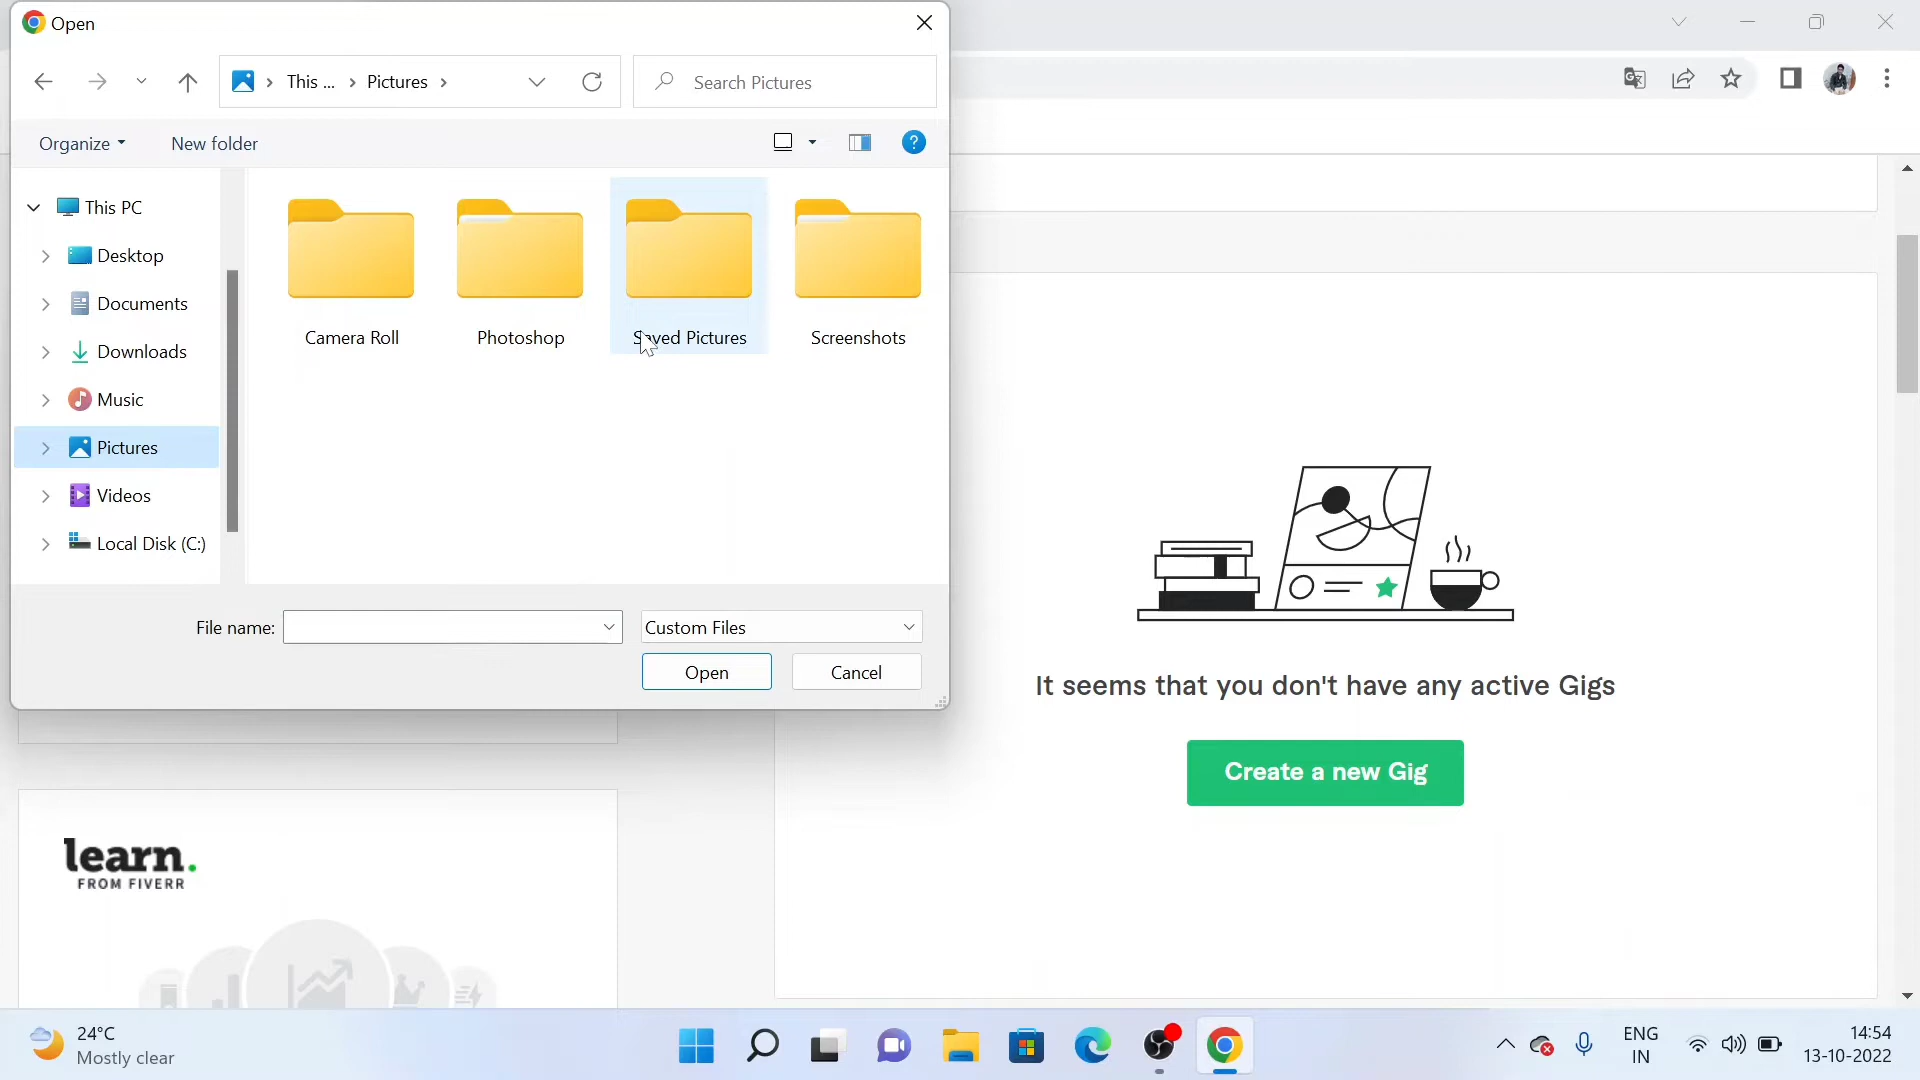 Open
This ... Pictures
Search Pictures
Organize
New folder
This PC
Desktop
Documents
Downloads
Music
Pictures
Videos
Local Disk (C:)
Camera Roll
Photoshop
Saved Pictures
Screenshots
File name:
Custom Files
Open
Cancel
It seems that you don't have any active Gigs
Create a new Gig
learn.
FROM FIVERR
24°C
Mostly clear
ENG
IN
14:54
13-10-2022